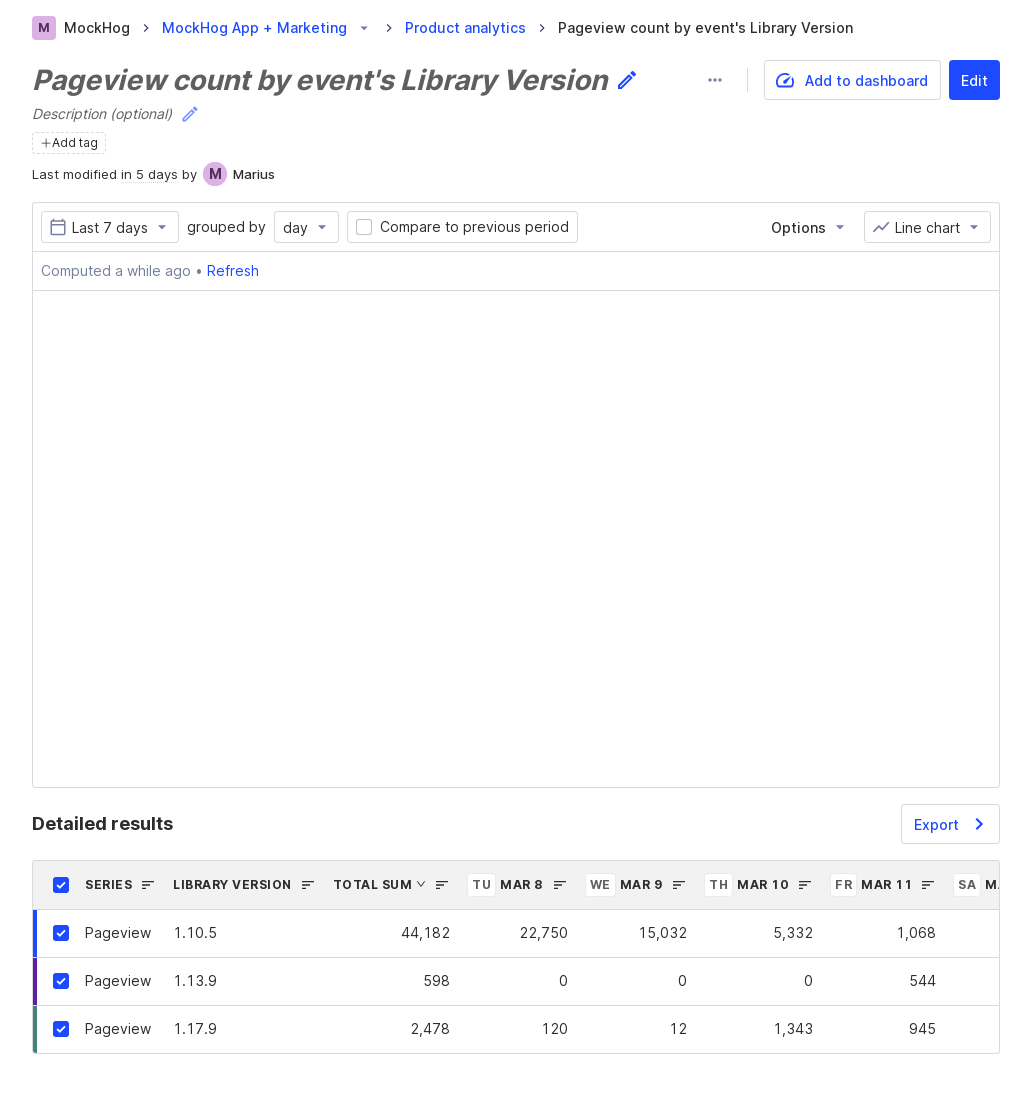 M MockHog MockHog App + Marketing Product analytics Pageview count by event's Library Version
Pageview count by event's Library Version Add to dashboard Edit
Description (optional)
Add tag
Last modified in 5 days by M Marius
Last 7 days grouped by day Compare to previous period Options Line chart
Computed a while ago • Refresh
Detailed results Export
SERIES LIBRARY VERSION TOTAL SUM TU MAR 8 WE MAR 9 TH MAR 10 FR MAR 11 SA
Pageview 1.10.5 44,182 22,750 15,032 5,332 1,068
Pageview 1.13.9 598 0 0 0 544
Pageview 1.17.9 2,478 120 12 1,343 945